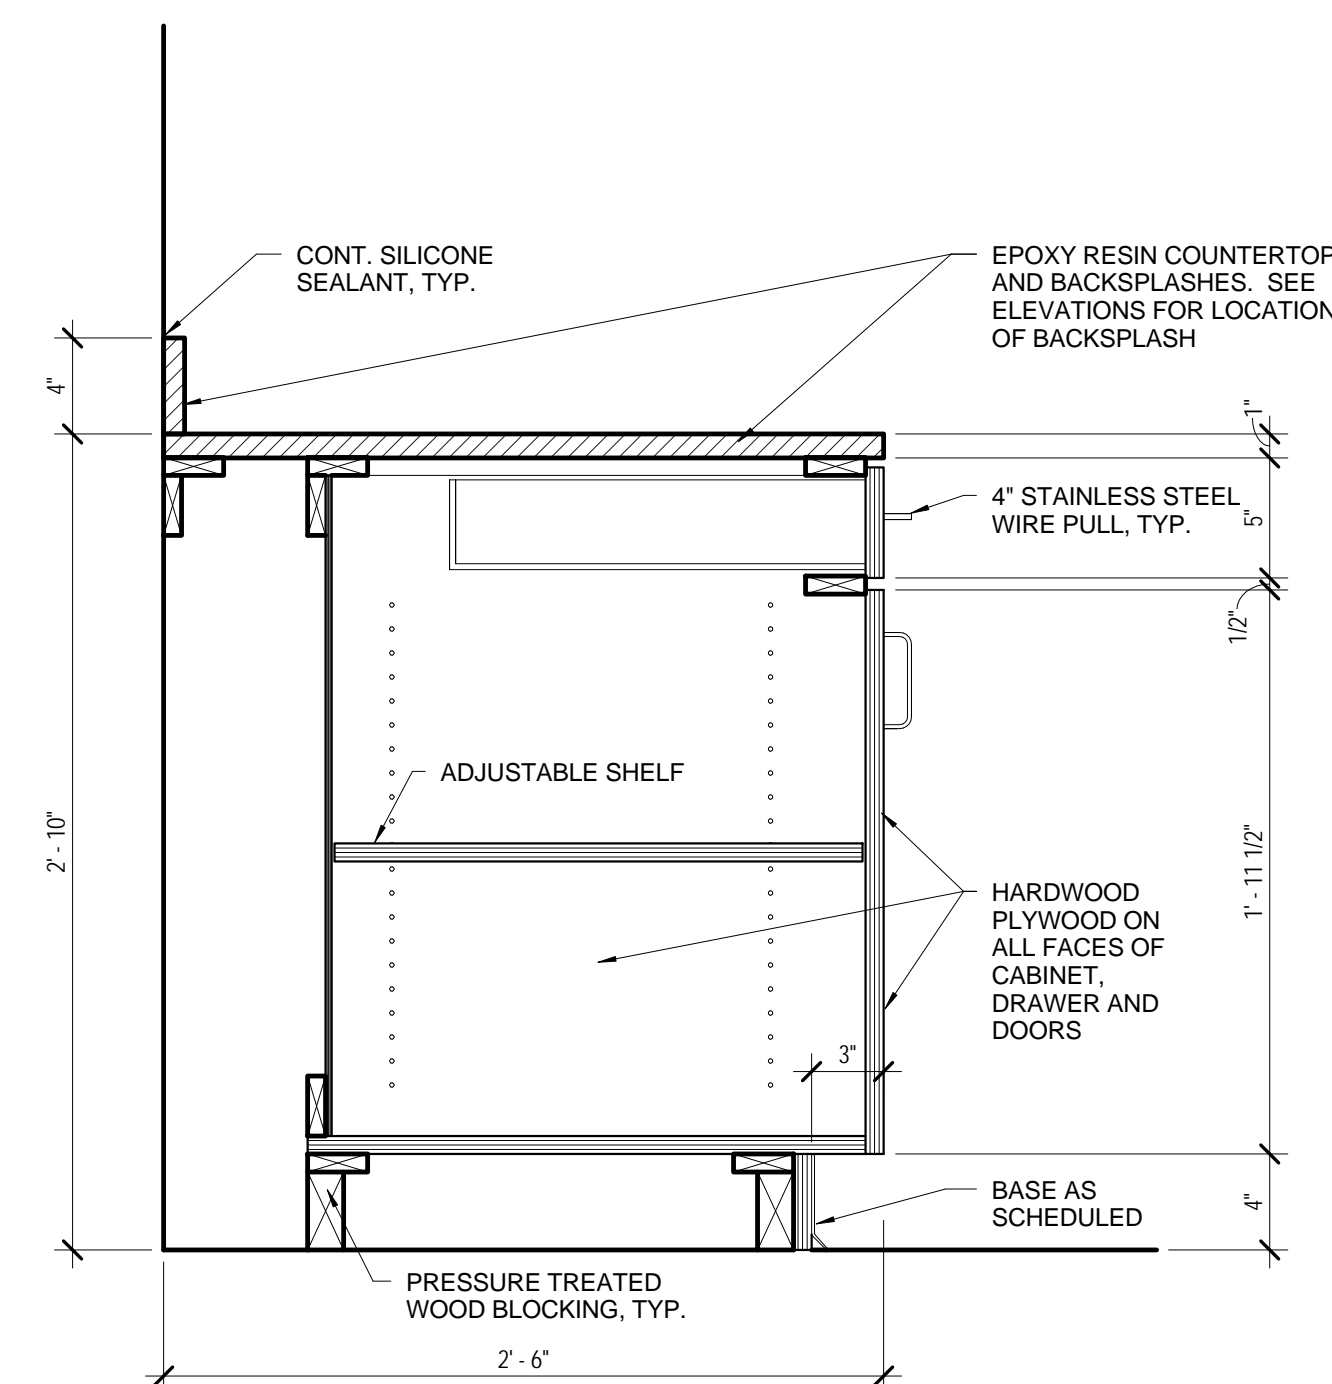 CONT. SILICONE
SEALANT, TYP.
EPOXY RESIN COUNTERTOP
AND BACKSPLASHES. SEE
ELEVATIONS FOR LOCATION
OF BACKSPLASH
4"
1"
4" STAINLESS STEEL
WIRE PULL, TYP.
5"
1/2"
ADJUSTABLE SHELF
2' - 10"
1' - 11 1/2"
HARDWOOD
PLYWOOD ON
ALL FACES OF
CABINET,
DRAWER AND
DOORS
3"
BASE AS
SCHEDULED
4"
PRESSURE TREATED
WOOD BLOCKING, TYP.
2' - 6"